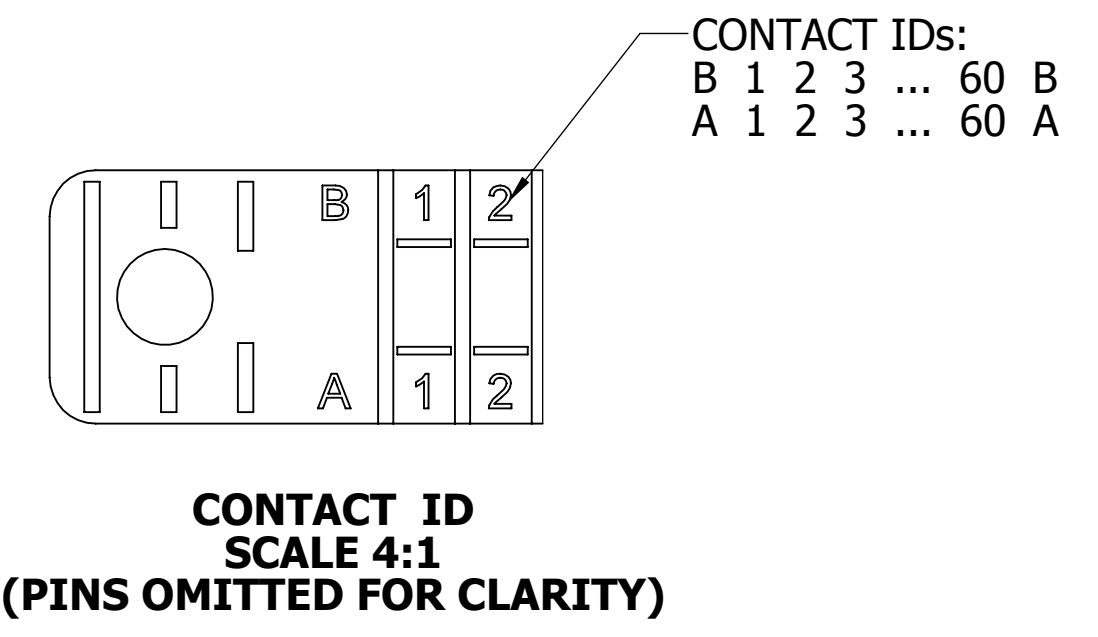 CONTACT IDs:
B 1 2 3 ... 60 B
A 1 2 3 ... 60 A
B 1 2
A 1 2
CONTACT ID
SCALE 4:1
(PINS OMITTED FOR CLARITY)